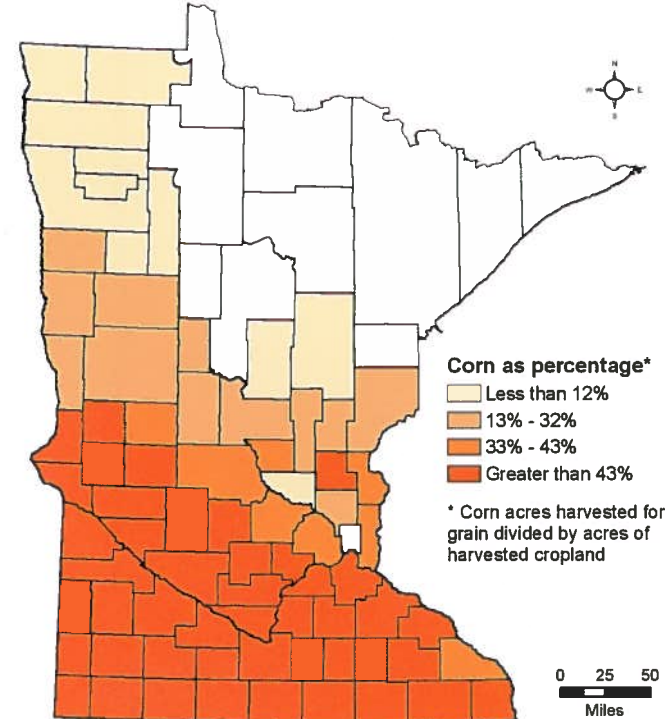 N
W E
S
Corn as percentage*
Less than 12%
13% - 32%
33% - 43%
Greater than 43%
* Corn acres harvested for
grain divided by acres of
harvested cropland
0 25 50
Miles